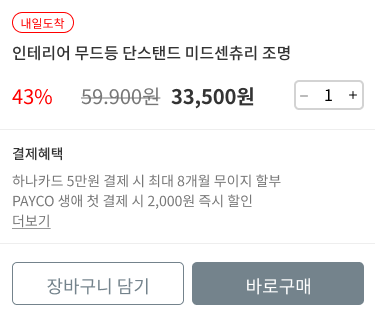 내일도착
인테리어 무드등 단스탠드 미드센츄리 조명
43% 59.900원 33,500원 − 1 +
결제혜택
하나카드 5만원 결제 시 최대 8개월 무이지 할부
PAYCO 생애 첫 결제 시 2,000원 즉시 할인
더보기
장바구니 담기 바로구매